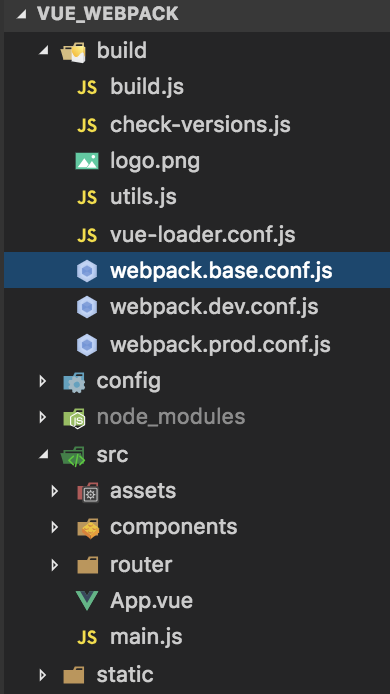 VUE_WEBPACK
build
JS build.js
JS check-versions.js
logo.png
JS utils.js
JS vue-loader.conf.js
webpack.base.conf.js
webpack.dev.conf.js
webpack.prod.conf.js
config
node_modules
src
assets
components
router
App.vue
JS main.js
static